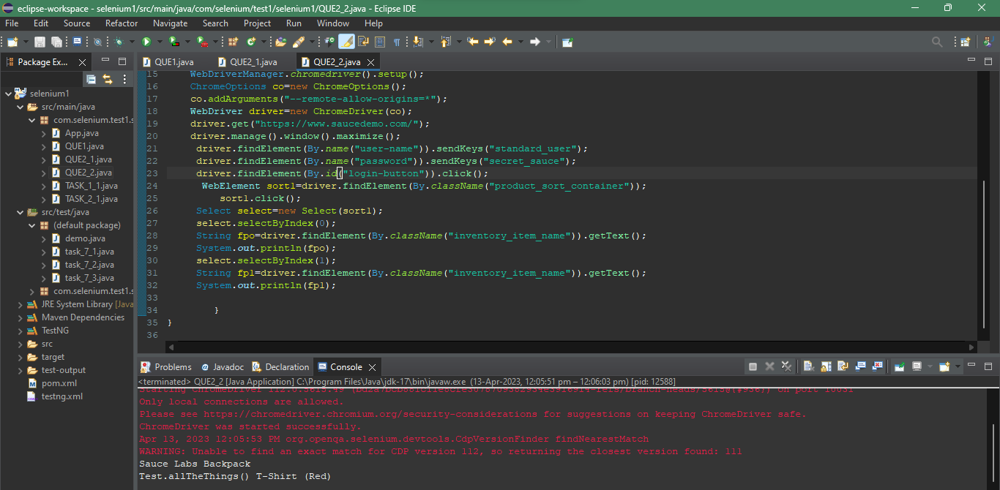 eclipse-workspace - selenium1/src/main/java/com/selenium/test1/selenium1/QUE2_2.java - Eclipse IDE
File Edit Source Refactor Navigate Search Project Run Window Help
Package Ex...
selenium1
src/main/java
com.selenium.test1.s
App.java
QUE1.java
QUE2_1.java
QUE2_2.java
TASK_1_1.java
TASK_2_1.java
src/test/java
(default package)
demo.java
task_7_1.java
task_7_2.java
task_7_3.java
com.selenium.test1.s
JRE System Library [Java
Maven Dependencies
TestNG
src
target
test-output
pom.xml
testng.xml
QUE1.java QUE2_1.java QUE2_2.java
15 WebDriverManager.chromedriver().setup();
16 ChromeOptions co=new ChromeOptions();
17 co.addArguments("--remote-allow-origins=*");
18 WebDriver driver=new ChromeDriver(co);
19 driver.get("https://www.saucedemo.com/");
20 driver.manage().window().maximize();
21 driver.findElement(By.name("user-name")).sendKeys("standard_user");
22 driver.findElement(By.name("password")).sendKeys("secret_sauce");
23 driver.findElement(By.id("login-button")).click();
24 WebElement sort1=driver.findElement(By.className("product_sort_container"));
25 sort1.click();
26 Select select=new Select(sort1);
27 select.selectByIndex(0);
28 String fpo=driver.findElement(By.className("inventory_item_name")).getText();
29 System.out.println(fpo);
30 select.selectByIndex(1);
31 String fpl=driver.findElement(By.className("inventory_item_name")).getText();
32 System.out.println(fpl);
33
34 }
35 }
36
Problems @ Javadoc Declaration Console
<terminated> QUE2_2 [Java Application] C:\Program Files\Java\jdk-17\bin\javaw.exe (13-Apr-2023, 12:05:51 pm – 12:06:03 pm) [pid: 12588]
Starting ChromeDriver 112.0.5615.49 on port 10031
Only local connections are allowed.
Please see https://chromedriver.chromium.org/security-considerations for suggestions on keeping ChromeDriver safe.
ChromeDriver was started successfully.
Apr 13, 2023 12:05:53 PM org.openqa.selenium.devtools.CdpVersionFinder findNearestMatch
WARNING: Unable to find an exact match for CDP version 112, so returning the closest version found: 111
Sauce Labs Backpack
Test.allTheThings() T-Shirt (Red)